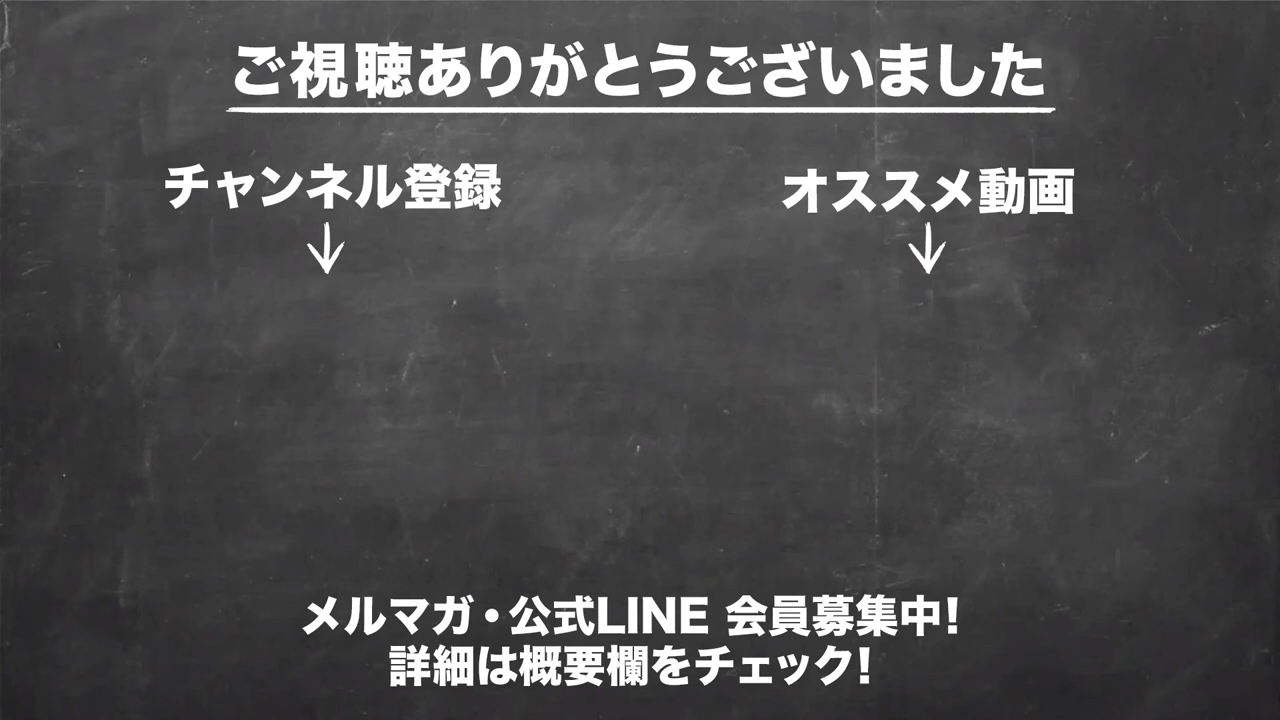 ご視聴ありがとうございました
チャンネル登録
オススメ動画
↓
↓
メルマガ・公式LINE 会員募集中!
詳細は概要欄をチェック!